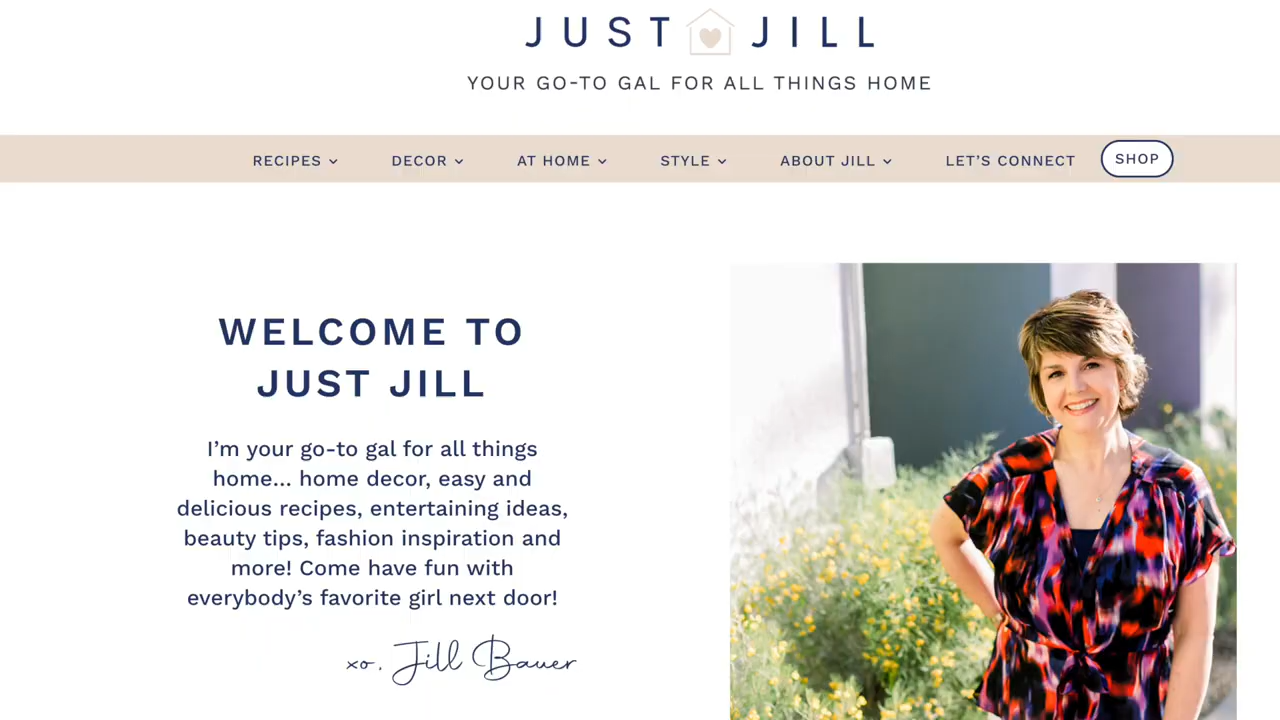 JUST JILL
YOUR GO-TO GAL FOR ALL THINGS HOME
RECIPES DECOR AT HOME STYLE ABOUT JILL LET'S CONNECT SHOP
WELCOME TO
JUST JILL
I'm your go-to gal for all things
home... home decor, easy and
delicious recipes, entertaining ideas,
beauty tips, fashion inspiration and
more! Come have fun with
everybody's favorite girl next door!
xo, Jill Bauer